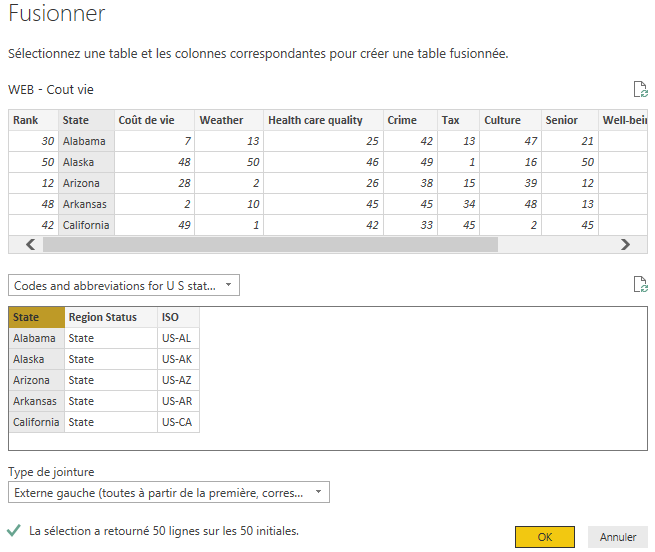 Fusionner
Sélectionnez une table et les colonnes correspondantes pour créer une table fusionnée.
WEB - Cout vie
Rank State Coût de vie Weather Health care quality Crime Tax Culture Senior Well-bein
30 Alabama 7 13 25 42 13 47 21
50 Alaska 48 50 46 49 1 16 50
12 Arizona 28 2 26 38 15 39 12
48 Arkansas 2 10 45 45 34 48 13
42 California 49 1 42 33 45 2 45
Codes and abbreviations for U S stat...
State Region Status ISO
Alabama State US-AL
Alaska State US-AK
Arizona State US-AZ
Arkansas State US-AR
California State US-CA
Type de jointure
Externe gauche (toutes à partir de la première, corres...
La sélection a retourné 50 lignes sur les 50 initiales.
OK Annuler